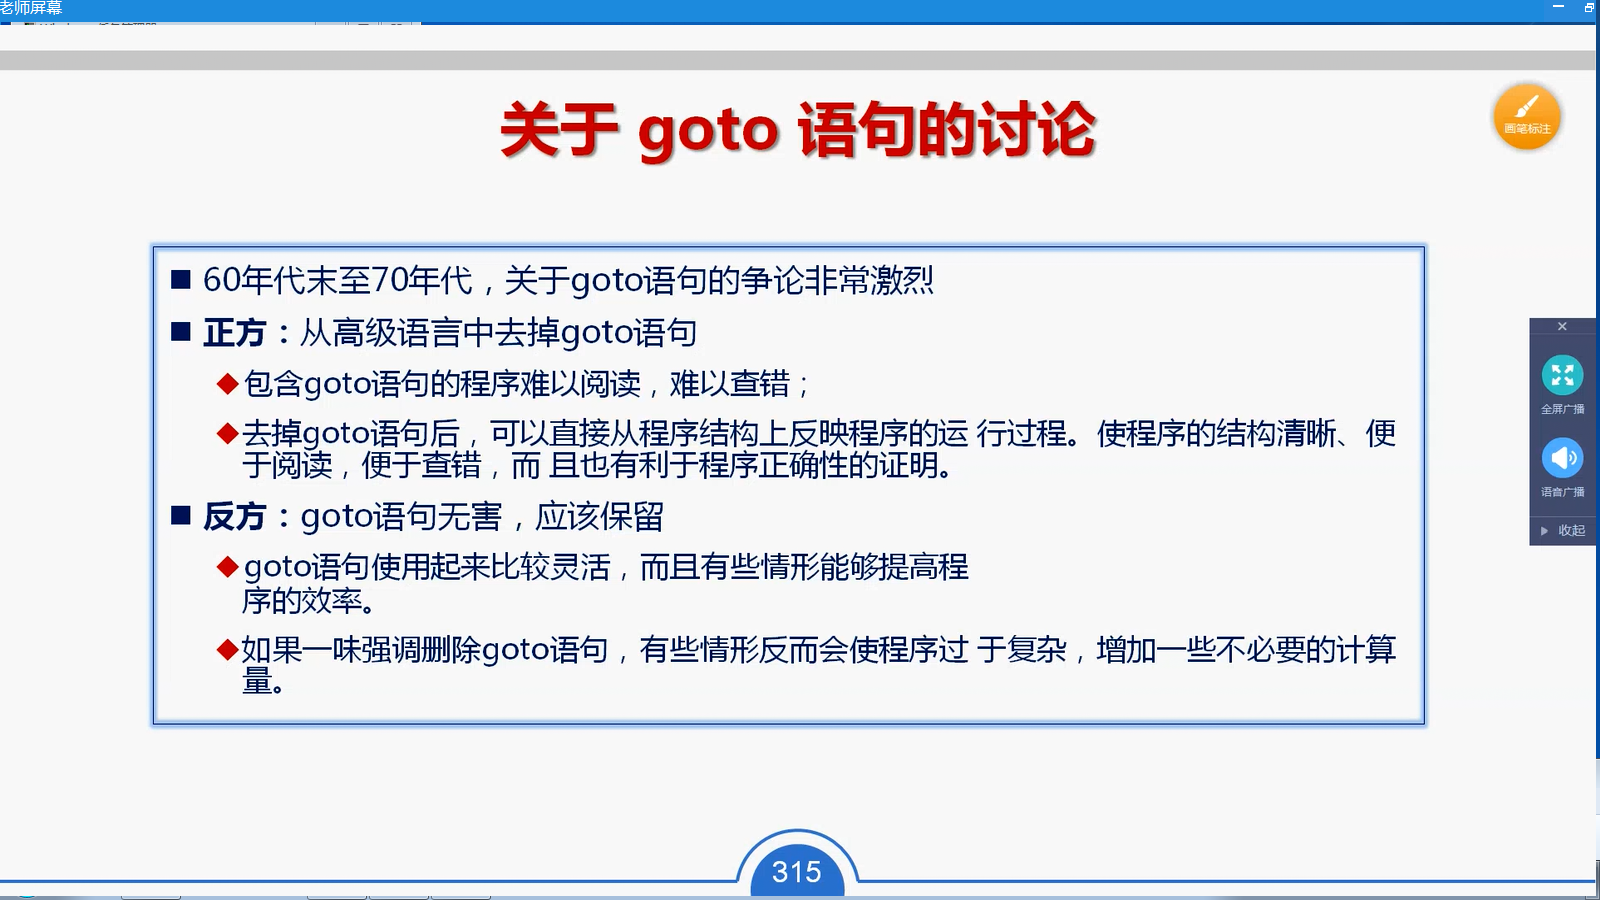 老师屏幕
关于 goto 语句的讨论
画笔标注
60年代末至70年代，关于goto语句的争论非常激烈
正方：从高级语言中去掉goto语句
包含goto语句的程序难以阅读，难以查错；
去掉goto语句后，可以直接从程序结构上反映程序的运 行过程。使程序的结构清晰、便
于阅读，便于查错，而 且也有利于程序正确性的证明。
反方：goto语句无害，应该保留
goto语句使用起来比较灵活，而且有些情形能够提高程
序的效率。
如果一味强调删除goto语句，有些情形反而会使程序过 于复杂，增加一些不必要的计算
量。
全屏广播
语音广播
收起
315